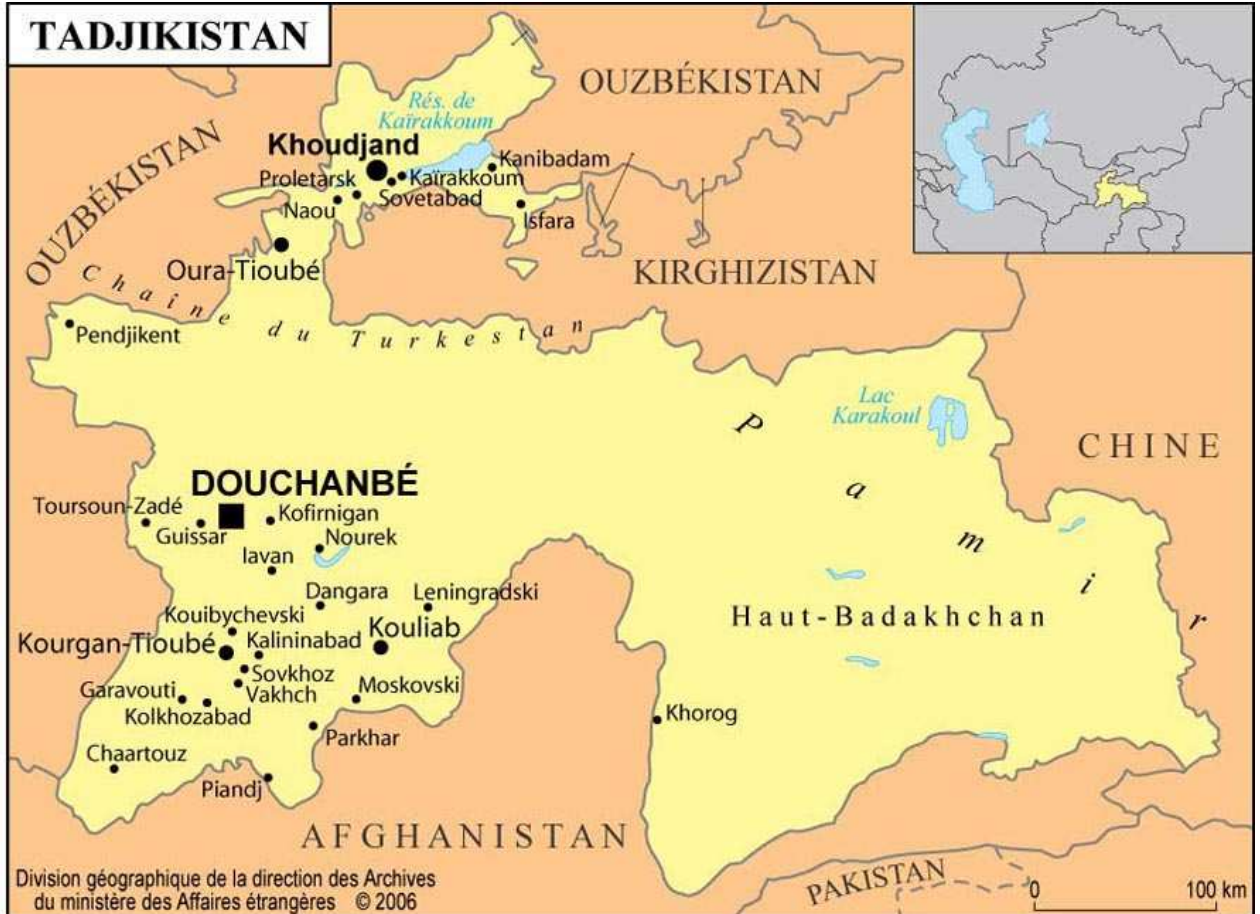 TADJIKISTAN
OUZBÉKISTAN
Rés. de
Kaïrakkoum
Khoudjand
Kanibadam
Proletarsk
Kaïrakkoum
Sovetabad
Naou
Isfara
OUZBÉKISTAN
Oura-Tioubé
KIRGHIZISTAN
Chaîne du Turkestan
Pendjikent
Lac
Karakoul
Pamir
CHINE
DOUCHANBÉ
Toursoun-Zadé
Guissar
Kofirnigan
Nourek
Iavan
Dangara
Leningradski
Haut-Badakhchan
Kouibychevski
Kourgan-Tioubé
Kalininabad
Kouliab
Sovkhoz
Garavouti
Vakhch
Moskovski
Kolkhozabad
Khorog
Parkhar
Chaartouz
Piandj
AFGHANISTAN
PAKISTAN
Division géographique de la direction des Archives
du ministère des Affaires étrangères © 2006
0 100 km